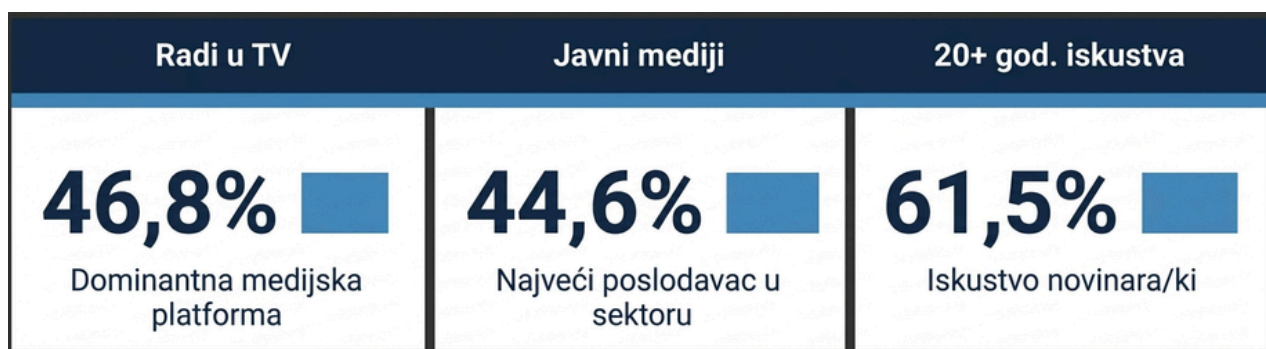 Radi u TV
46,8%
Dominantna medijska
platforma
Javni mediji
44,6%
Najveći poslodavac u
sektoru
20+ god. iskustva
61,5%
Iskustvo novinara/ki